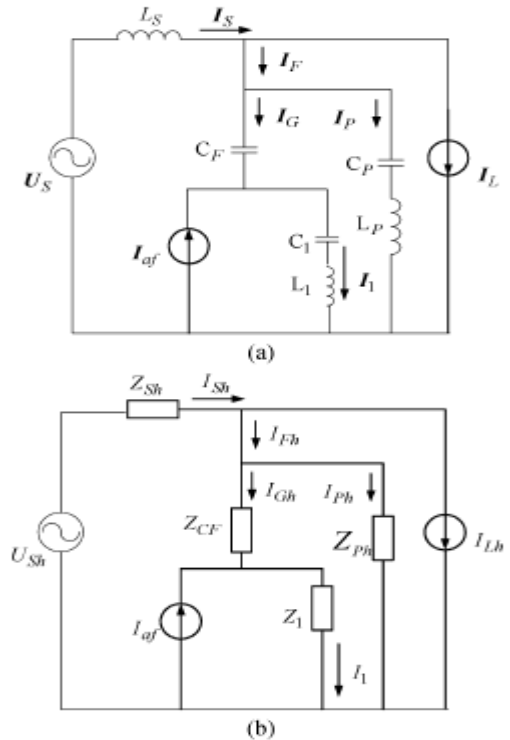 L_S
I_S
I_F
I_G
I_P
C_F
C_P
U_S
I_L
L_P
I_af
C_1
L_1
I_1
(a)
Z_Sh
I_Sh
I_Fh
I_Gh
I_Ph
Z_CF
Z_Ph
U_Sh
I_Lh
I_af
Z_1
I_1
(b)